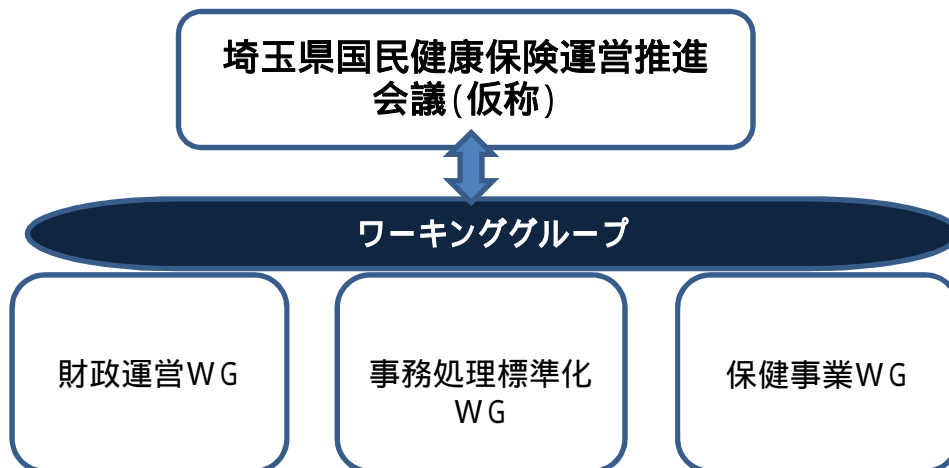 埼玉県国民健康保険運営推進
会議(仮称)
ワーキンググループ
財政運営WG
事務処理標準化
WG
保健事業WG